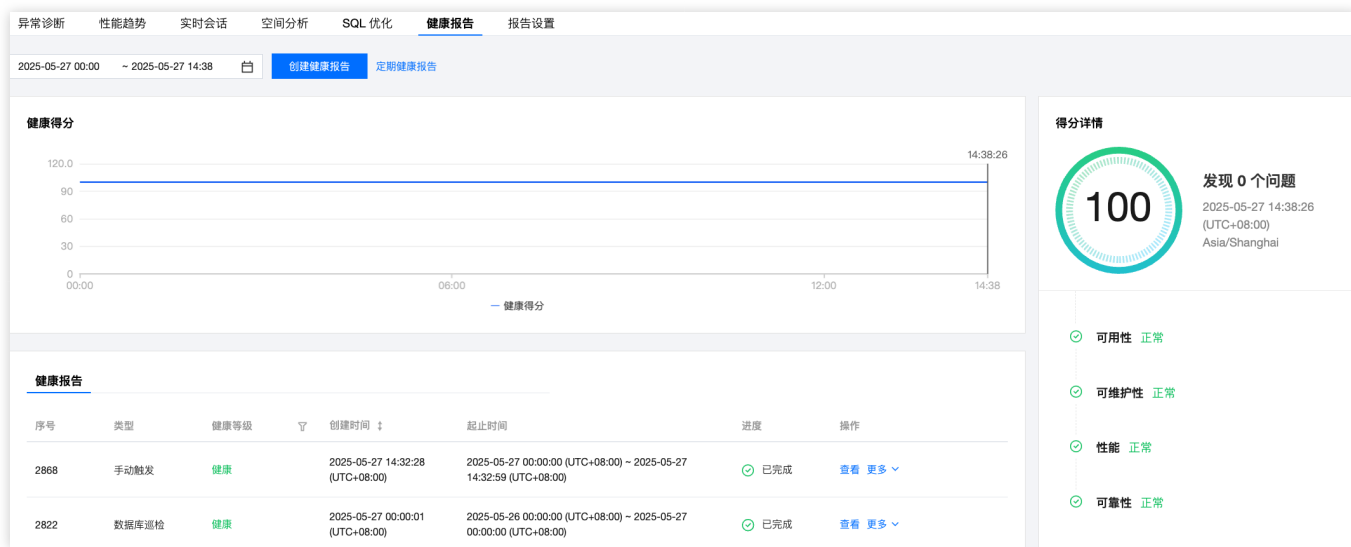 异常诊断 性能趋势 实时会话 空间分析 SQL 优化 健康报告 报告设置
2025-05-27 00:00 ~ 2025-05-27 14:38 创建健康报告 定期健康报告
健康得分
14:38:26
120.0
90
60
30
0
00:00 06:00 12:00 14:38
健康得分
得分详情
100
发现 0 个问题
2025-05-27 14:38:26
(UTC+08:00)
Asia/Shanghai
可用性 正常
可维护性 正常
性能 正常
可靠性 正常
健康报告
序号 类型 健康等级 创建时间 起止时间 进度 操作
2868 手动触发 健康 2025-05-27 14:32:28 (UTC+08:00) 2025-05-27 00:00:00 (UTC+08:00) ~ 2025-05-27 14:32:59 (UTC+08:00) 已完成 查看 更多
2822 数据库巡检 健康 2025-05-27 00:00:01 (UTC+08:00) 2025-05-26 00:00:00 (UTC+08:00) ~ 2025-05-27 00:00:00 (UTC+08:00) 已完成 查看 更多